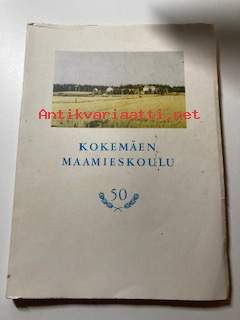 Antikvariaatti.net
KOKEMÄEN
MAAMIESKOULU
50